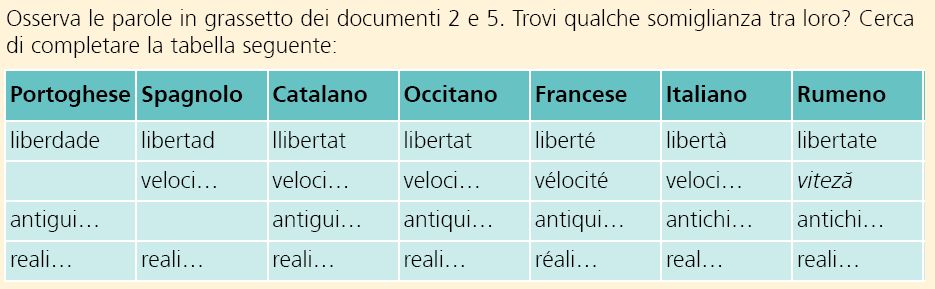 Osserva le parole in grassetto dei documenti 2 e 5. Trovi qualche somiglianza tra loro? Cerca
di completare la tabella seguente:
Portoghese Spagnolo Catalano Occitano Francese Italiano Rumeno
liberdade libertad llibertat libertat liberté libertà libertate
veloci… veloci… veloci… vélocité veloci… viteză
antigui… antigui… antiqui… antiqui… antichi… antichi…
reali… reali… reali… reali… réali… real… reali…